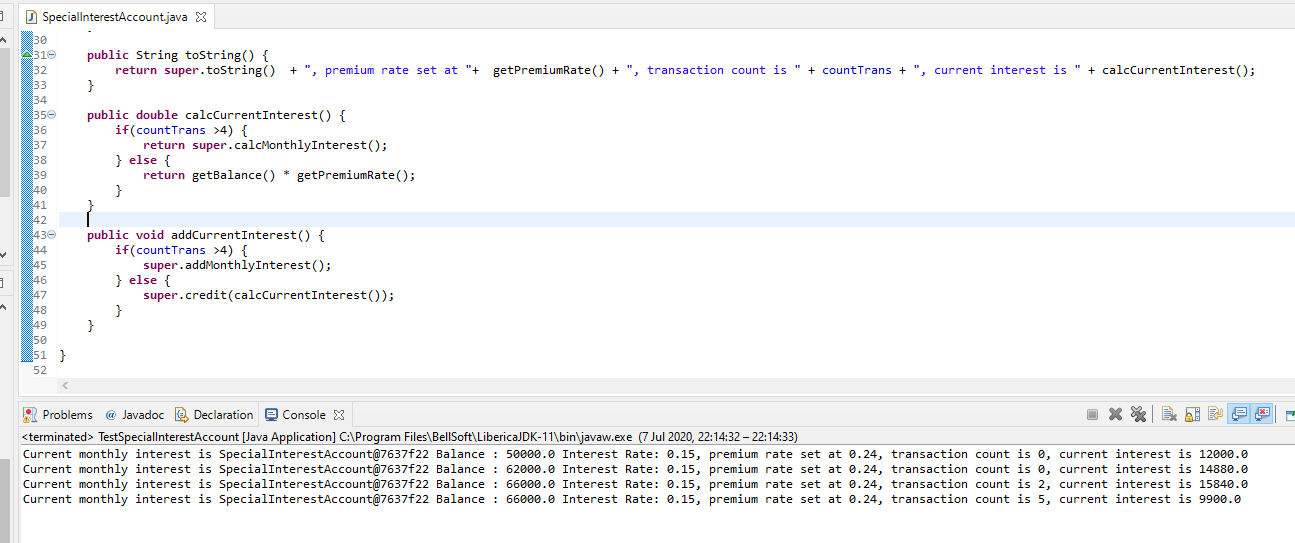 SpecialInterestAccount.java
30
31 public String toString() {
32 return super.toString()  + ", premium rate set at "+  getPremiumRate() + ", transaction count is " + countTrans + ", current interest is " + calcCurrentInterest();
33 }
34
35 public double calcCurrentInterest() {
36 if(countTrans >4) {
37 return super.calcMonthlyInterest();
38 } else {
39 return getBalance() * getPremiumRate();
40 }
41 }
42
43 public void addCurrentInterest() {
44 if(countTrans >4) {
45 super.addMonthlyInterest();
46 } else {
47 super.credit(calcCurrentInterest());
48 }
49 }
50
51 }
52
Problems @ Javadoc Declaration Console
<terminated> TestSpecialInterestAccount [Java Application] C:\Program Files\BellSoft\LibericaJDK-11\bin\javaw.exe (7 Jul 2020, 22:14:32 – 22:14:33)
Current monthly interest is SpecialInterestAccount@7637f22 Balance : 50000.0 Interest Rate: 0.15, premium rate set at 0.24, transaction count is 0, current interest is 12000.0
Current monthly interest is SpecialInterestAccount@7637f22 Balance : 62000.0 Interest Rate: 0.15, premium rate set at 0.24, transaction count is 0, current interest is 14880.0
Current monthly interest is SpecialInterestAccount@7637f22 Balance : 66000.0 Interest Rate: 0.15, premium rate set at 0.24, transaction count is 2, current interest is 15840.0
Current monthly interest is SpecialInterestAccount@7637f22 Balance : 66000.0 Interest Rate: 0.15, premium rate set at 0.24, transaction count is 5, current interest is 9900.0